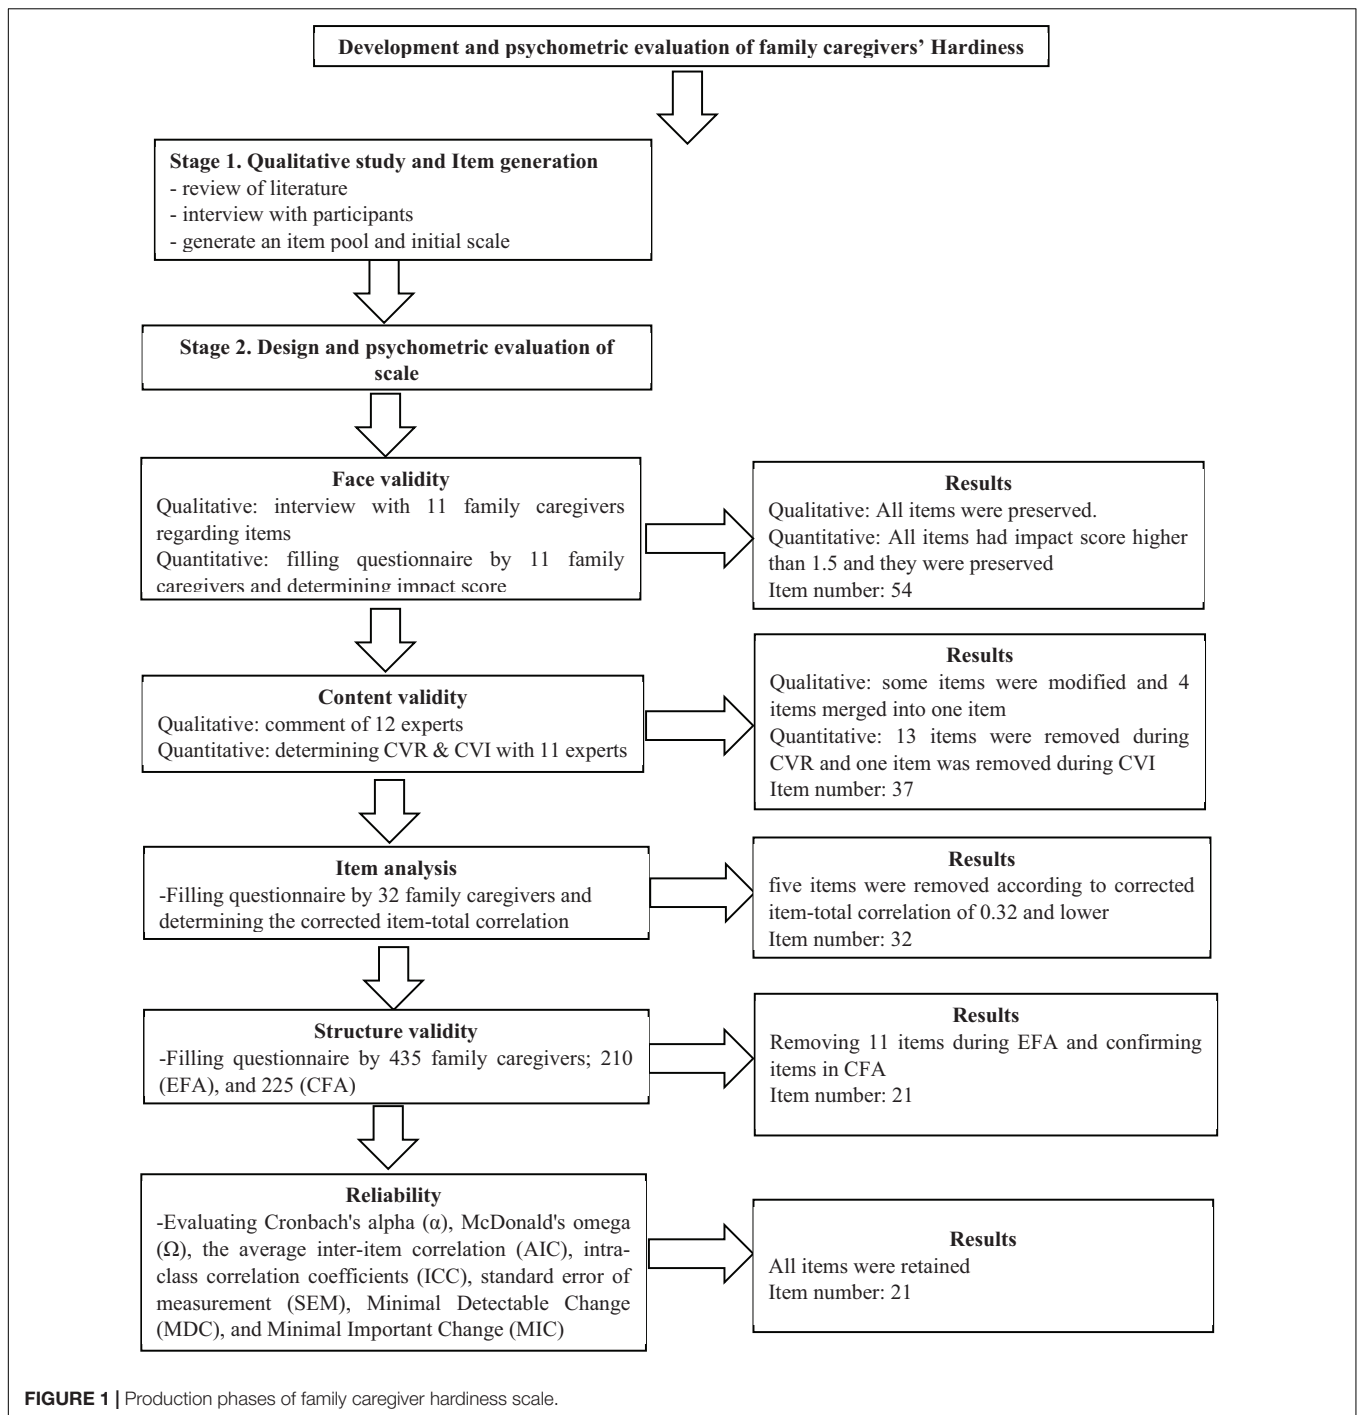 Development and psychometric evaluation of family caregivers' Hardiness
Stage 1. Qualitative study and Item generation
- review of literature
- interview with participants
- generate an item pool and initial scale
Stage 2. Design and psychometric evaluation of
scale
Face validity
Qualitative: interview with 11 family caregivers
regarding items
Quantitative: filling questionnaire by 11 family
caregivers and determining impact score
Results
Qualitative: All items were preserved.
Quantitative: All items had impact score higher
than 1.5 and they were preserved
Item number: 54
Content validity
Qualitative: comment of 12 experts
Quantitative: determining CVR & CVI with 11 experts
Results
Qualitative: some items were modified and 4
items merged into one item
Quantitative: 13 items were removed during
CVR and one item was removed during CVI
Item number: 37
Item analysis
-Filling questionnaire by 32 family caregivers and
determining the corrected item-total correlation
Results
five items were removed according to corrected
item-total correlation of 0.32 and lower
Item number: 32
Structure validity
-Filling questionnaire by 435 family caregivers; 210
(EFA), and 225 (CFA)
Results
Removing 11 items during EFA and confirming
items in CFA
Item number: 21
Reliability
-Evaluating Cronbach's alpha (α), McDonald's omega
(Ω), the average inter-item correlation (AIC), intra-
class correlation coefficients (ICC), standard error of
measurement (SEM), Minimal Detectable Change
(MDC), and Minimal Important Change (MIC)
Results
All items were retained
Item number: 21
FIGURE 1 | Production phases of family caregiver hardiness scale.